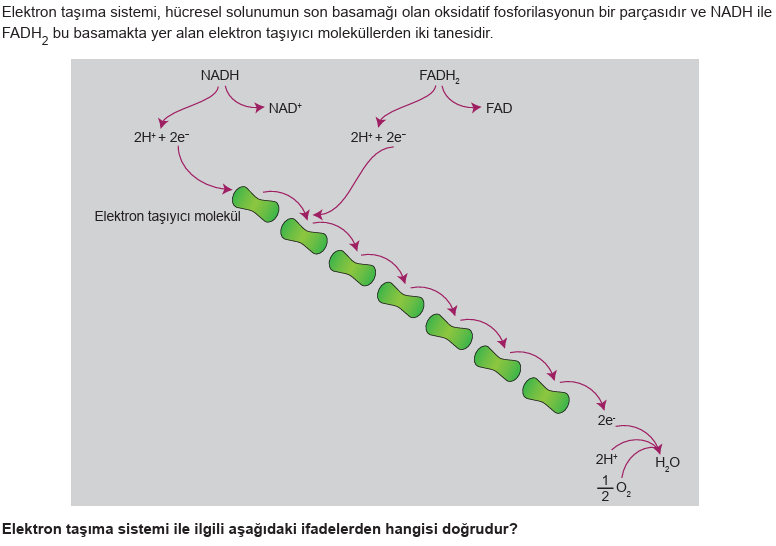 Elektron taşıma sistemi, hücresel solunumun son basamağı olan oksidatif fosforilasyonun bir parçasıdır ve NADH ile
FADH₂ bu basamakta yer alan elektron taşıyıcı moleküllerden iki tanesidir.
NADH
FADH₂
NAD⁺
FAD
2H⁺ + 2e⁻
2H⁺ + 2e⁻
Elektron taşıyıcı molekül
2e⁻
2H⁺
H₂O
1/2 O₂
Elektron taşıma sistemi ile ilgili aşağıdaki ifadelerden hangisi doğrudur?